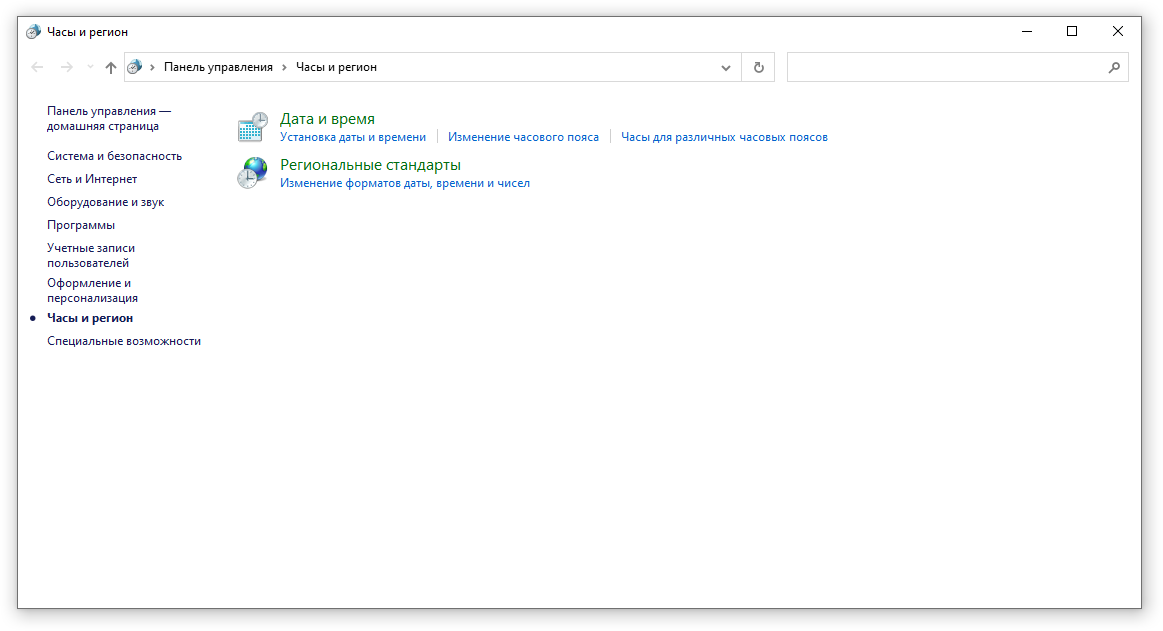 Часы и регион
Панель управления > Часы и регион
Панель управления —
домашняя страница
Система и безопасность
Сеть и Интернет
Оборудование и звук
Программы
Учетные записи
пользователей
Оформление и
персонализация
Часы и регион
Специальные возможности
Дата и время
Установка даты и времени | Изменение часового пояса | Часы для различных часовых поясов
Региональные стандарты
Изменение форматов даты, времени и чисел